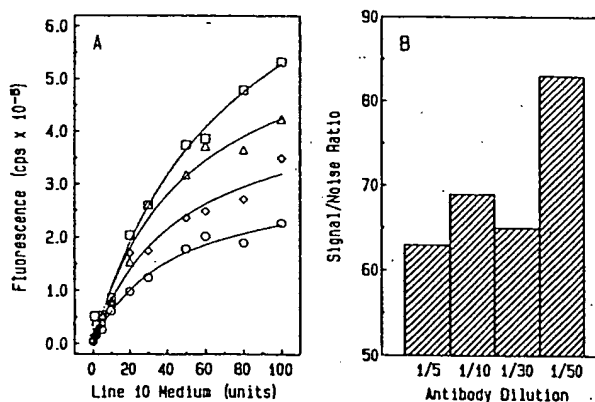 A
Fluorescence (cps x 10⁻⁵)
6.0
5.0
4.0
3.0
2.0
1.0
0.0
0 20 40 60 80 100
Line 10 Medium (units)
B
Signal/Noise Ratio
90
80
70
60
50
1/5 1/10 1/30 1/50
Antibody Dilution